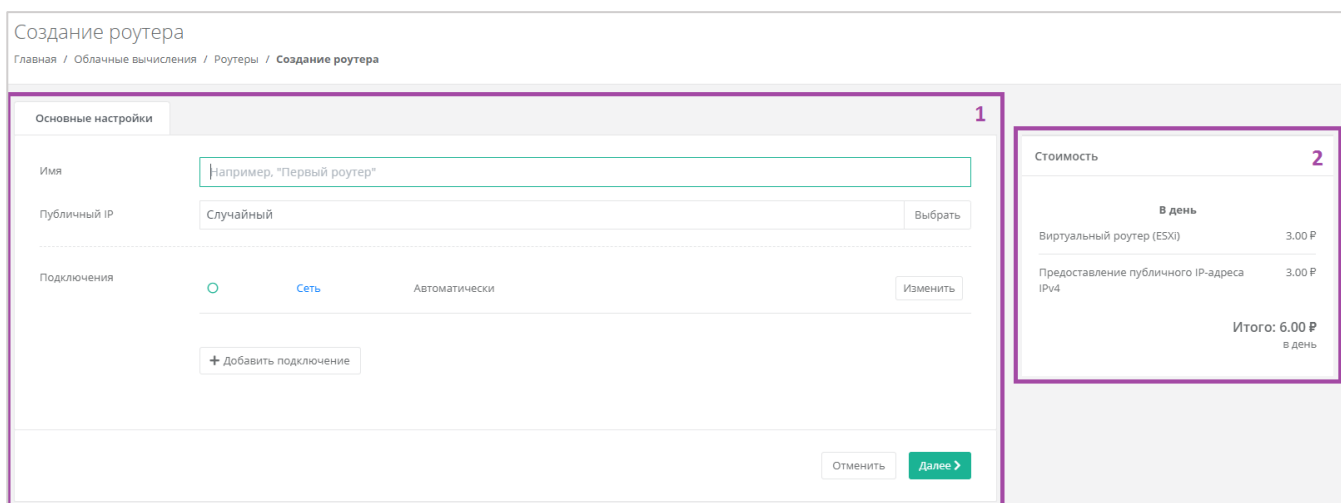 Создание роутера
Главная / Облачные вычисления / Роутеры / Создание роутера
Основные настройки
1
Имя
Например, "Первый роутер"
Публичный IP
Случайный
Выбрать
Подключения
Сеть
Автоматически
Изменить
+ Добавить подключение
Отменить
Далее
Стоимость
2
В день
Виртуальный роутер (ESXi) 3.00 ₽
Предоставление публичного IP-адреса 3.00 ₽
IPv4
Итого: 6.00 ₽
в день